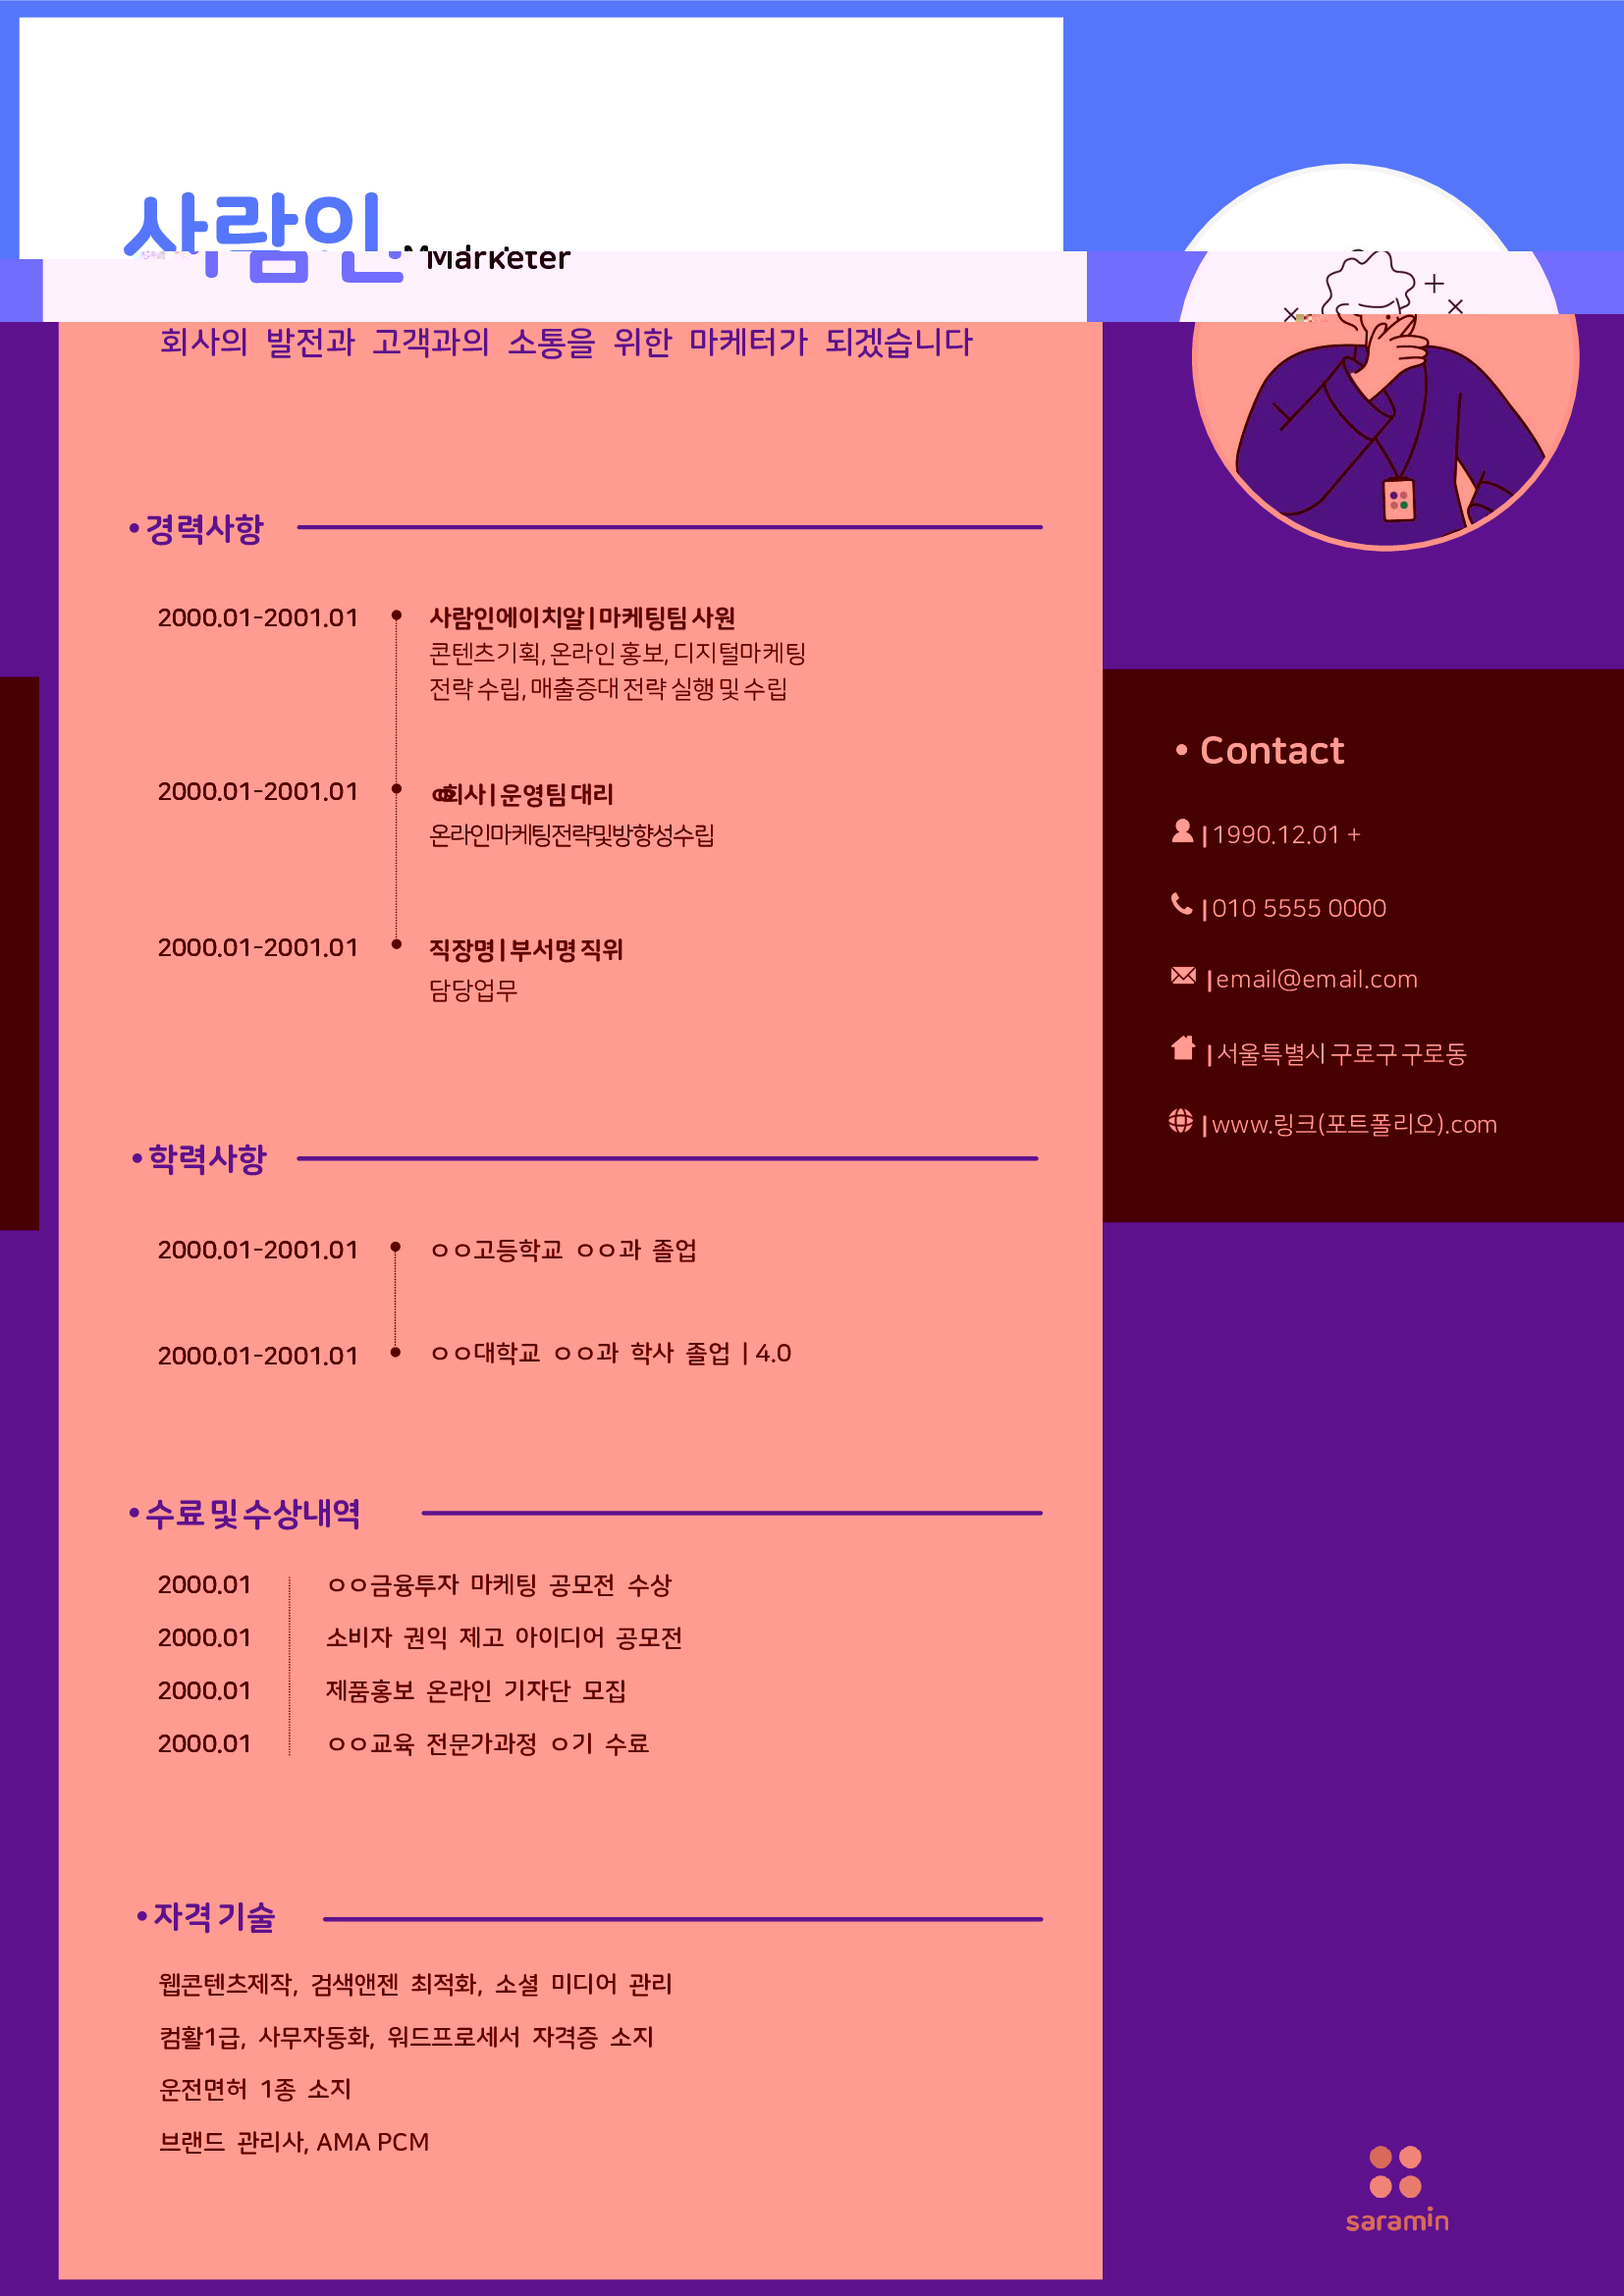 사람인 Marketer
회사의 발전과 고객과의 소통을 위한 마케터가 되겠습니다
• 경력사항
2000.01-2001.01
사람인에이치알 | 마케팅팀 사원
콘텐츠기획, 온라인 홍보, 디지털마케팅
전략 수립, 매출증대 전략 실행 및 수립
2000.01-2001.01
회사 | 운영팀 대리
온라인마케팅전략및방향성수립
2000.01-2001.01
직장명 | 부서명 직위
담당업무
• 학력사항
2000.01-2001.01
ㅇㅇ고등학교 ㅇㅇ과 졸업
2000.01-2001.01
ㅇㅇ대학교 ㅇㅇ과 학사 졸업 | 4.0
• 수료 및 수상내역
2000.01 ㅇㅇ금융투자 마케팅 공모전 수상
2000.01 소비자 권익 제고 아이디어 공모전
2000.01 제품홍보 온라인 기자단 모집
2000.01 ㅇㅇ교육 전문가과정 ㅇ기 수료
• 자격 기술
웹콘텐츠제작, 검색앤젠 최적화, 소셜 미디어 관리
컴활1급, 사무자동화, 워드프로세서 자격증 소지
운전면허 1종 소지
브랜드 관리사, AMA PCM
• Contact
| 1990.12.01 +
| 010 5555 0000
| email@email.com
| 서울특별시 구로구 구로동
| www.링크(포트폴리오).com
saramin